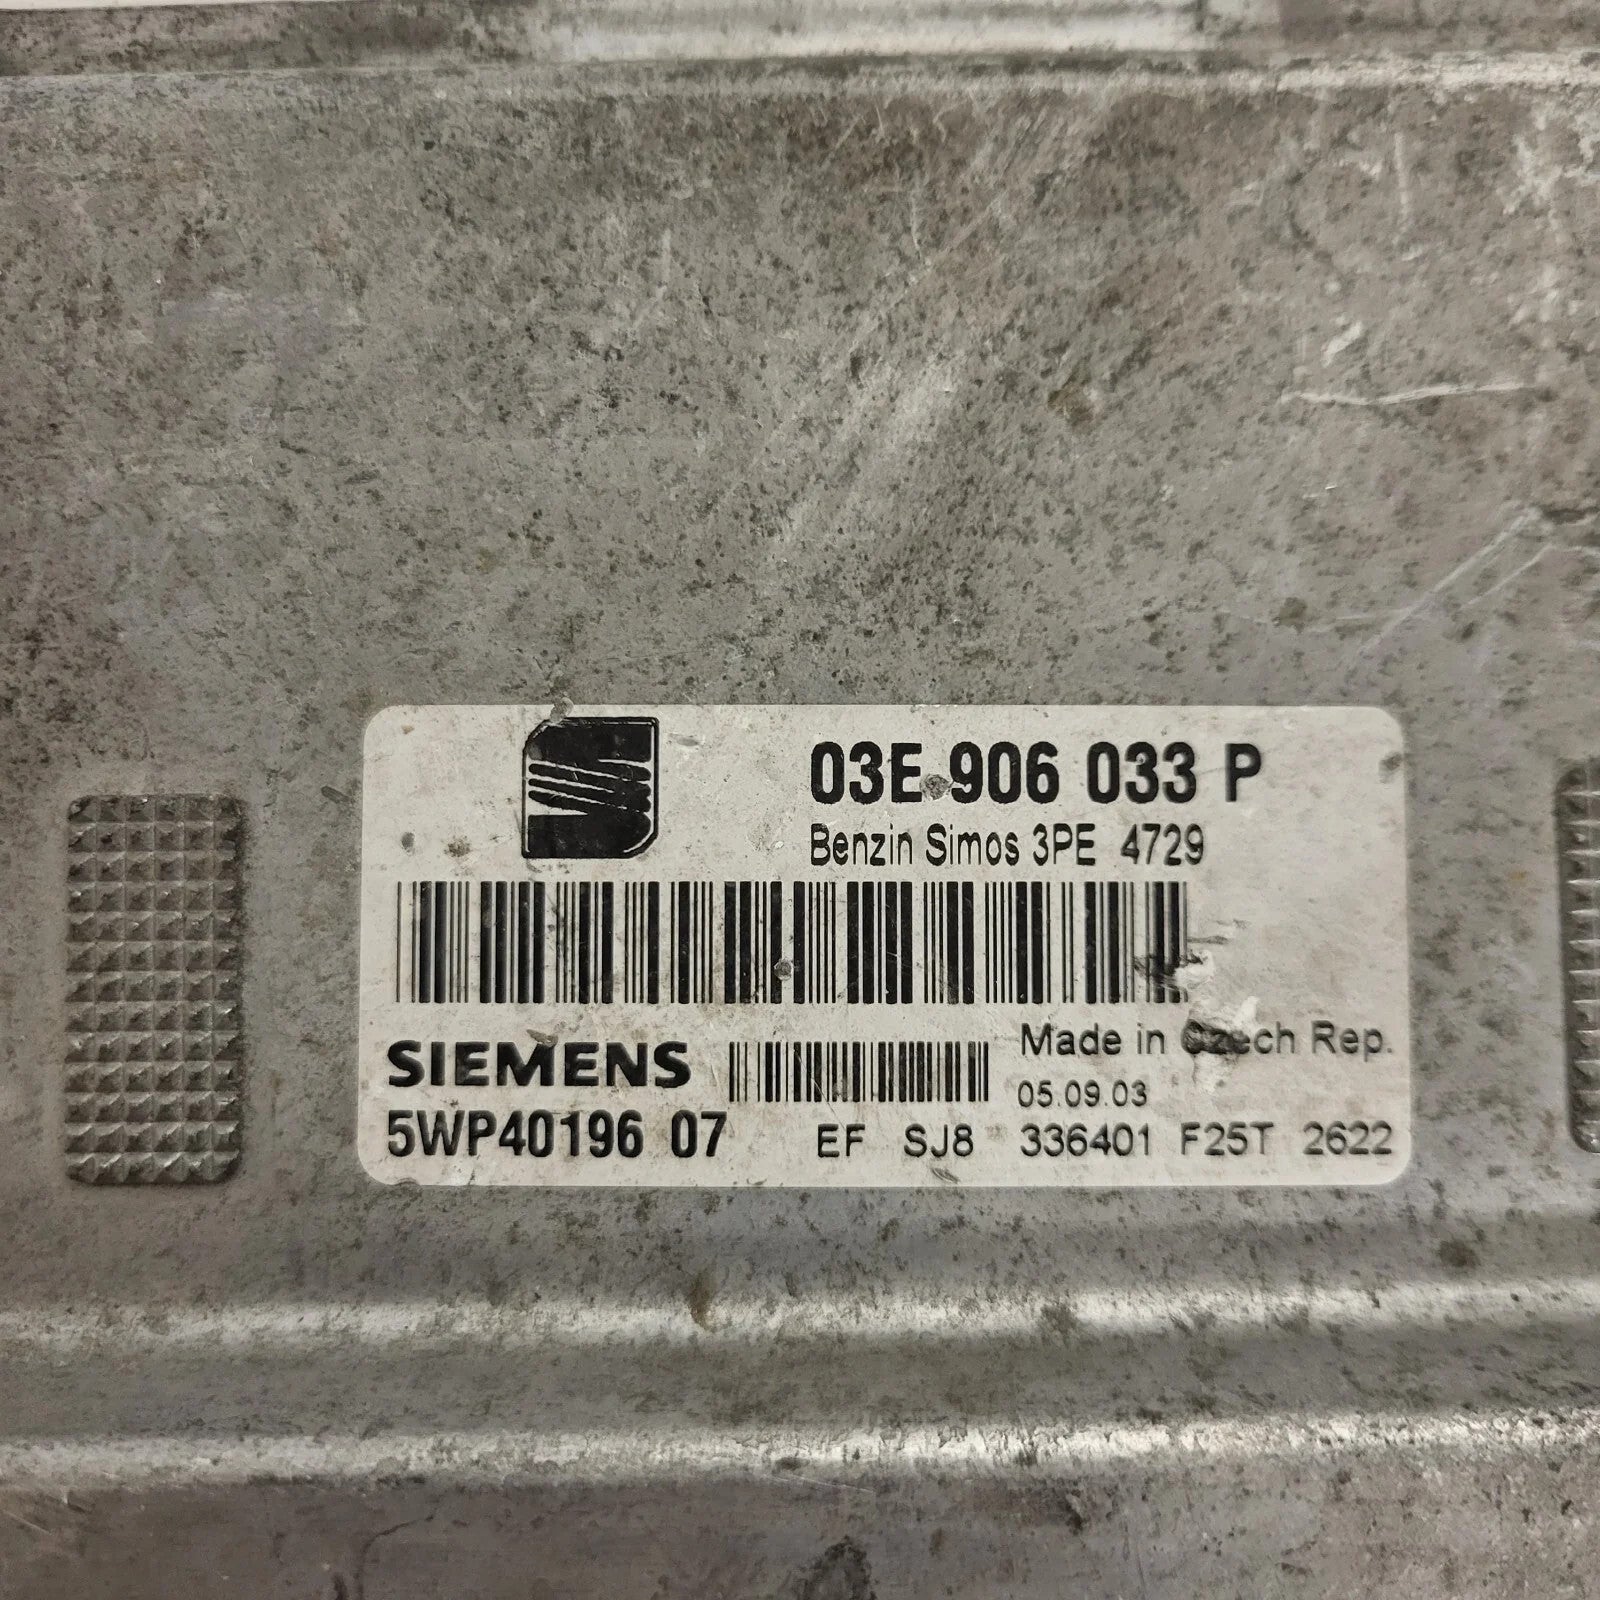 03E 906 033 P
Benzin Simos 3PE 4729
SIEMENS
Made in Czech Rep.
05.09.03
5WP40196 07
EF SJ8 336401 F25T 2622